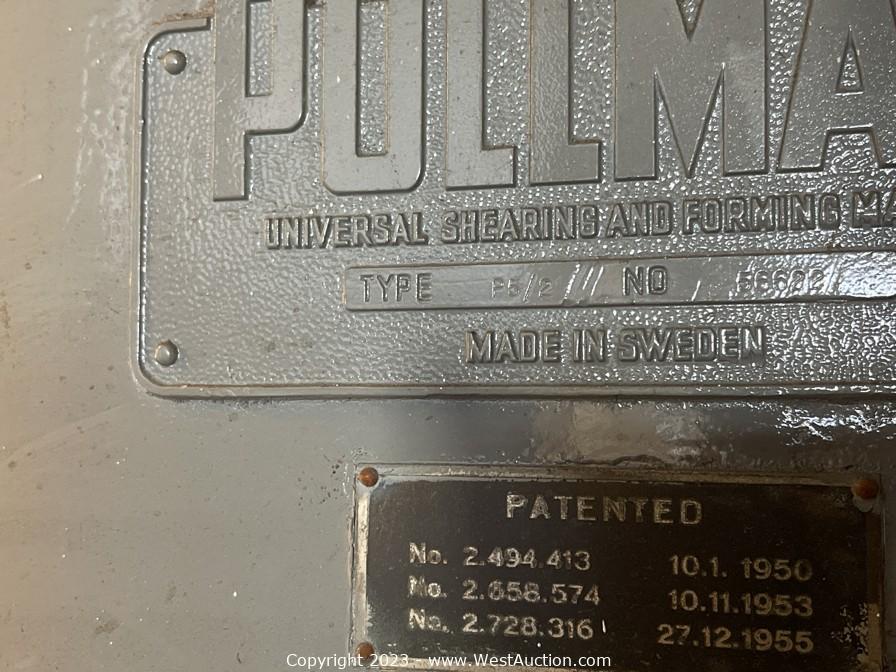 POLLMA
UNIVERSAL SHEARING AND FORMING MA
TYPE P5/2 NO
MADE IN SWEDEN
PATENTED
No. 2.494.413 10.1. 1950
No. 2.658.574 10.11.1953
No. 2.728.316 27.12.1955
Copyright 2023 - www.WestAuction.com